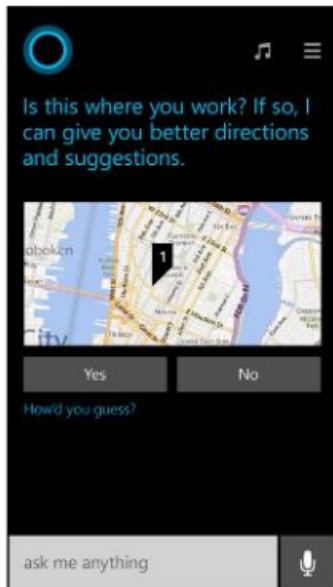 Is this where you work? If so, I
can give you better directions
and suggestions.
oboken
1
City
Yes
No
How'd you guess?
ask me anything